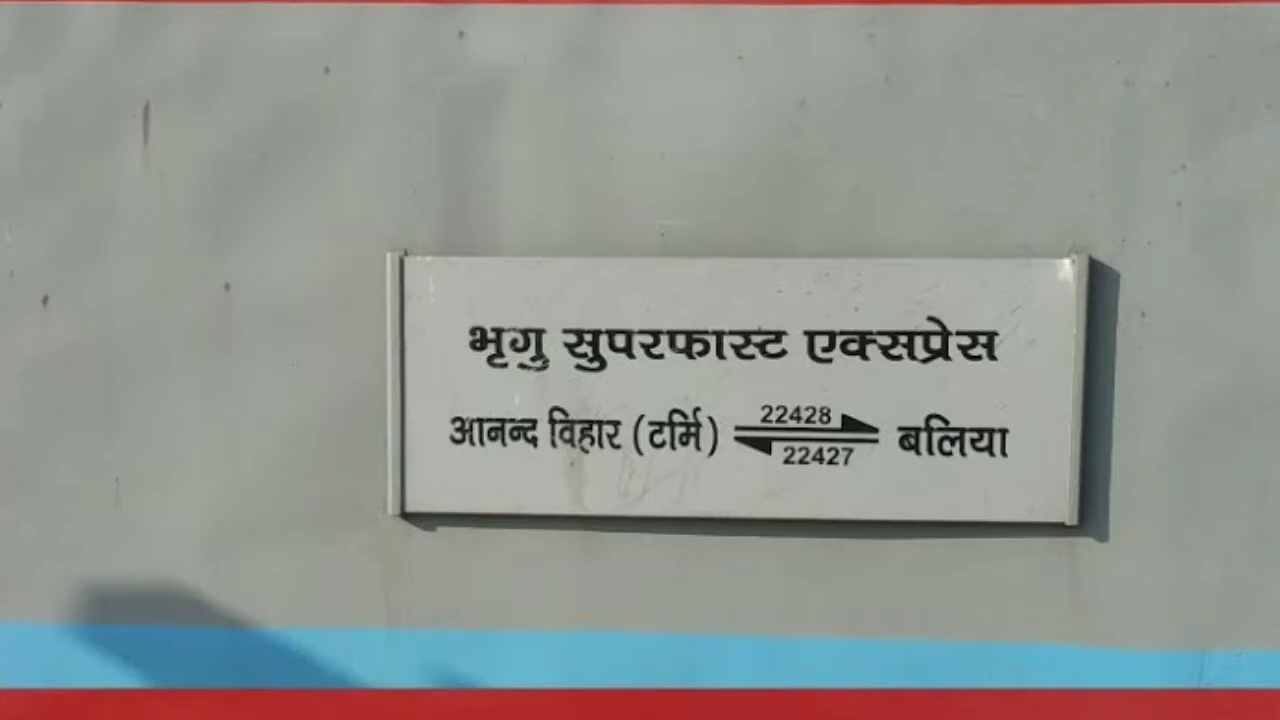 भृगु सुपरफास्ट एक्सप्रेस
आनन्द विहार (टर्मि) 22428 22427 बलिया